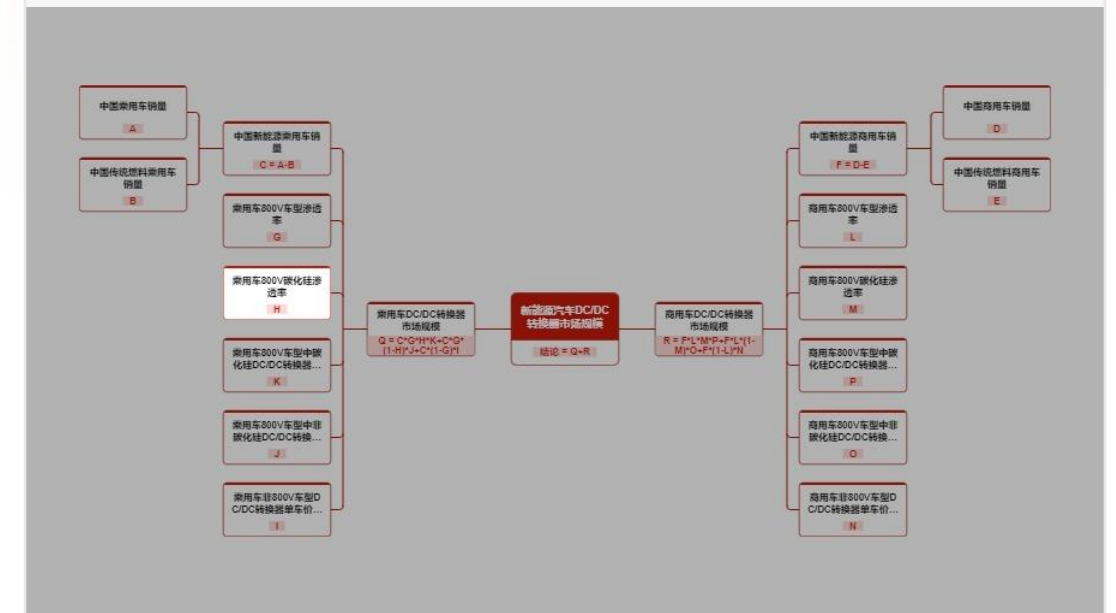 中国乘用车销量
A
中国传统燃料乘用车
销量
B
中国新能源乘用车销
量
C = A-B
乘用车800V车型渗透
率
G
乘用车800V碳化硅渗
透率
H
乘用车800V车型中碳
化硅DC/DC转换器...
K
乘用车800V车型中非
碳化硅DC/DC转换...
J
乘用车非800V车型D
C/DC转换器单车价...
I
乘用车DC/DC转换器
市场规模
Q = C*G*H*K+C*G*
(1-H)*J+C*(1-G)*I
新能源汽车DC/DC
转换器市场规模
结论 = Q+R
商用车DC/DC转换器
市场规模
R = F*L*M*P+F*L*(1-
M)*O+F*(1-L)*N
中国新能源商用车销
量
F = D-E
商用车800V车型渗透
率
L
商用车800V碳化硅渗
透率
M
商用车800V车型中碳
化硅DC/DC转换器...
P
商用车800V车型中非
碳化硅DC/DC转换...
O
商用车非800V车型D
C/DC转换器单车价...
N
中国商用车销量
D
中国传统燃料商用车
销量
E